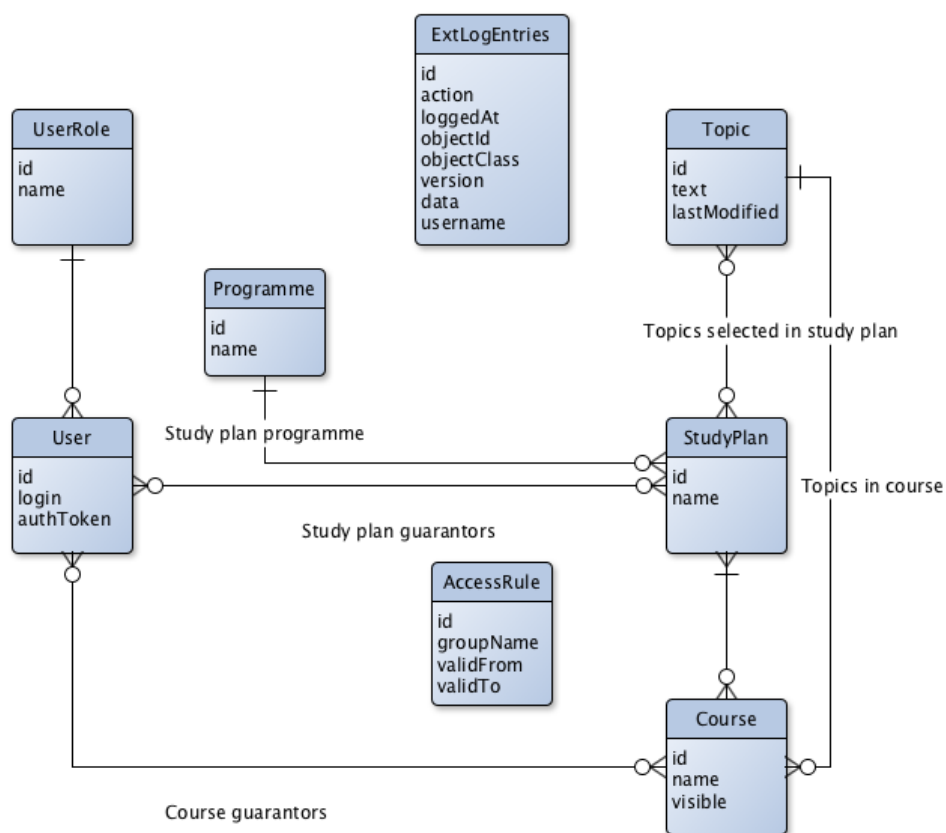 ExtLogEntries
id
action
loggedAt
objectId
objectClass
version
data
username
UserRole
id
name
Topic
id
text
lastModified
Programme
id
name
Topics selected in study plan
Study plan programme
User
id
login
authToken
StudyPlan
id
name
Topics in course
Study plan guarantors
AccessRule
id
groupName
validFrom
validTo
Course
id
name
visible
Course guarantors